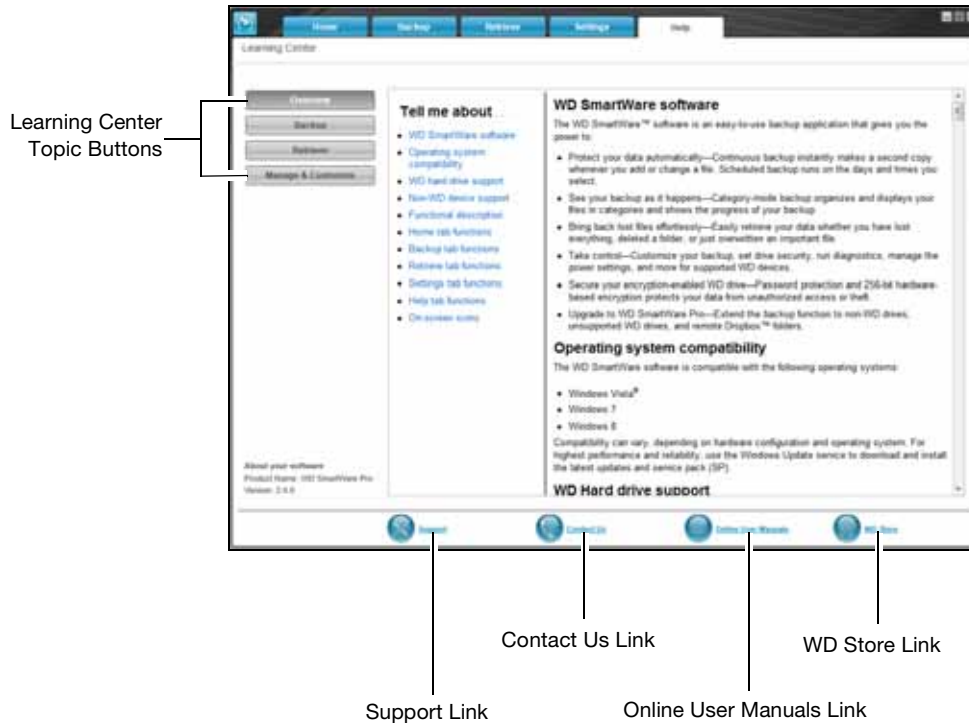 Home
Backup
Retrieve
Settings
Help
Learning Center
Learning Center
Topic Buttons
Overview
Backup
Retrieve
Manage & Customize
About your software
Product Name: WD SmartWare Pro
Version: 2.4.6
Tell me about
• WD SmartWare software
• Operating system
compatibility
• WD hard drive support
• Non-WD device support
• Functional description
• Home tab functions
• Backup tab functions
• Retrieve tab functions
• Settings tab functions
• Help tab functions
• On-screen icons
WD SmartWare software
The WD SmartWare™ software is an easy-to-use backup application that gives you the
power to:
• Protect your data automatically—Continuous backup instantly makes a second copy
whenever you add or change a file. Scheduled backup runs on the days and times you
select.
• See your backup as it happens—Category-mode backup organizes and displays your
files in categories and shows the progress of your backup
• Bring back lost files effortlessly—Easily retrieve your data whether you have lost
everything, deleted a folder, or just overwritten an important file.
• Take control—Customize your backup, set drive security, run diagnostics, manage the
power settings, and more for supported WD devices.
• Secure your encryption-enabled WD drive—Password protection and 256-bit hardware-
based encryption protects your data from unauthorized access or theft.
• Upgrade to WD SmartWare Pro—Extend the backup function to non-WD drives,
unsupported WD drives, and remote Dropbox™ folders.
Operating system compatibility
The WD SmartWare software is compatible with the following operating systems:
• Windows Vista®
• Windows 7
• Windows 8
Compatibility can vary, depending on hardware configuration and operating system. For
highest performance and reliability, use the Windows Update service to download and install
the latest updates and service pack (SP).
WD Hard drive support
Support
Contact Us
Online User Manuals
WD Store
Contact Us Link
WD Store Link
Support Link
Online User Manuals Link